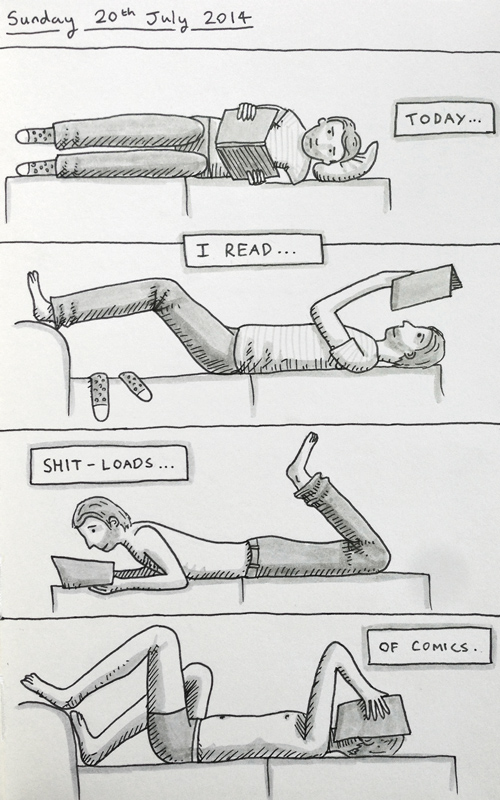 Sunday 20th July 2014
TODAY...
I READ...
SHIT-LOADS...
OF COMICS.